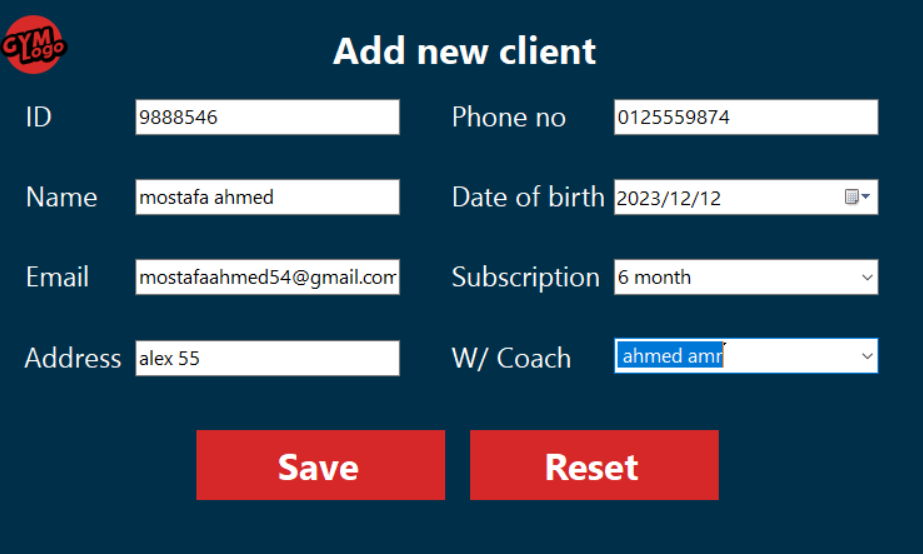 GYM
Logo
Add new client
ID 9888546 Phone no 0125559874
Name mostafa ahmed Date of birth 2023/12/12
Email mostafaahmed54@gmail.com Subscription 6 month
Address alex 55 W/ Coach ahmed amr
Save Reset